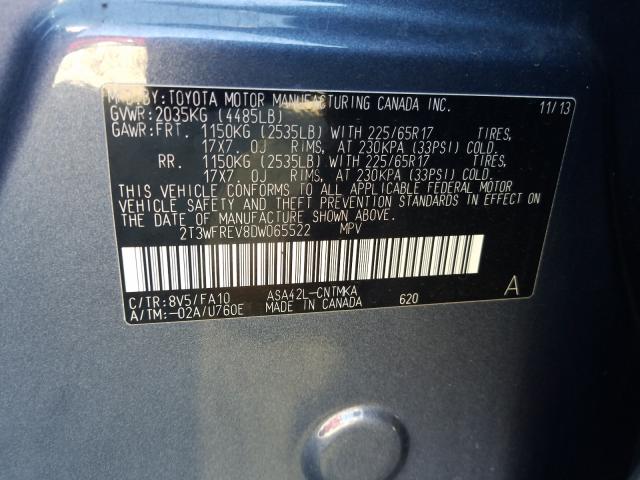 MFD.BY:TOYOTA MOTOR MANUFACTURING CANADA INC. 11/13
GVWR:2035KG (4485LB)
GAWR:FRT. 1150KG (2535LB) WITH 225/65R17 TIRES,
17X7. 0J RIMS, AT 230KPA (33PSI) COLD.
RR. 1150KG (2535LB) WITH 225/65R17 TIRES,
17X7. 0J RIMS, AT 230KPA (33PSI) COLD.
THIS VEHICLE CONFORMS TO ALL APPLICABLE FEDERAL MOTOR
VEHICLE SAFETY AND THEFT PREVENTION STANDARDS IN EFFECT ON
THE DATE OF MANUFACTURE SHOWN ABOVE.
2T3WFREV8DW065522 MPV
A
C/TR:8V5/FA10 ASA42L-CNTMKA 620
A/TM:-02A/U760E MADE IN CANADA